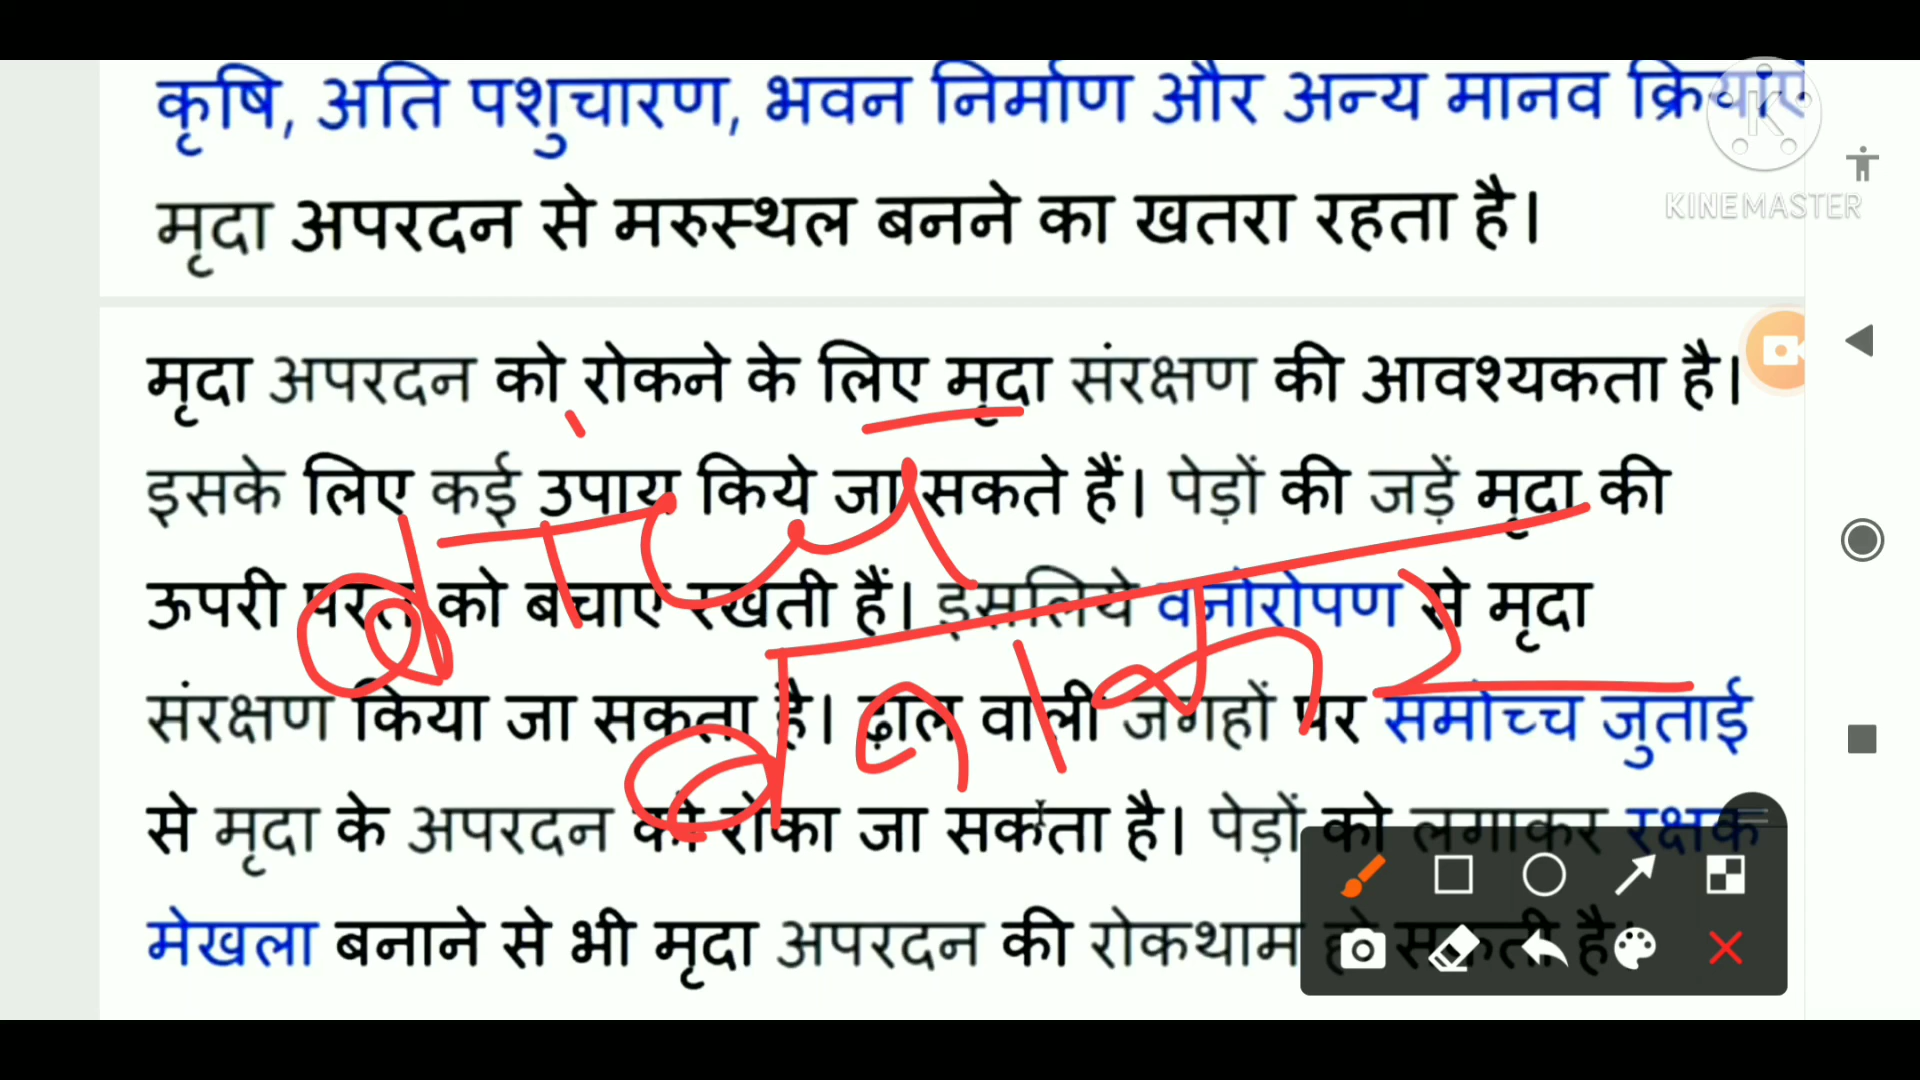 कृषि, अति पशुचारण, भवन निर्माण और अन्य मानव क्रियाएँ
KINEMASTER
मृदा अपरदन से मरुस्थल बनने का खतरा रहता है।
मृदा अपरदन को रोकने के लिए मृदा संरक्षण की आवश्यकता है।
इसके लिए कई उपाय किये जा सकते हैं। पेड़ों की जड़ें मृदा की
ऊपरी परत को बचाए रखती हैं। इसलिये वनोरोपण से मृदा
संरक्षण किया जा सकता है। ढ़ाल वाली जगहों पर समोच्च जुताई
से मृदा के अपरदन को रोका जा सकता है। पेड़ों को लगाकर रक्षक
मेखला बनाने से भी मृदा अपरदन की रोकथाम हो सकती है।